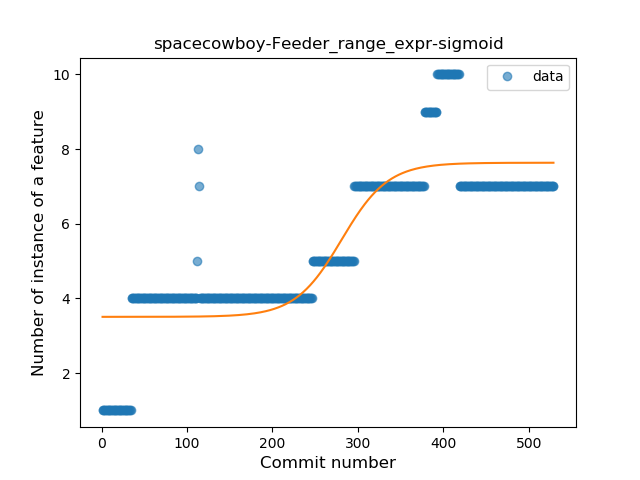 spacecowboy-Feeder_range_expr-sigmoid
data
Number of instance of a feature
10
8
6
4
2
0
100
200
300
400
500
Commit number